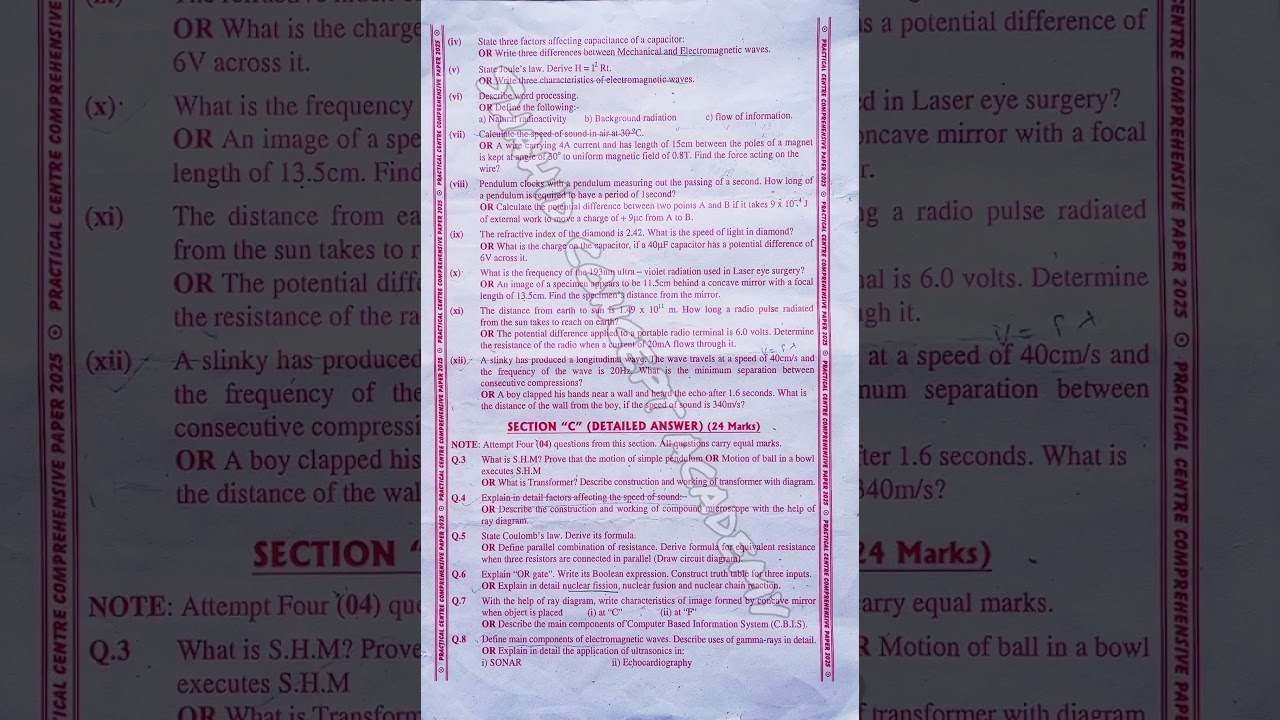 (iv) State three factors affecting capacitance of a capacitor:
OR Write three differences between Mechanical and Electromagnetic waves.
(v) State Joule's law. Derive H = I² Rt.
OR Write three characteristics of electromagnetic waves.
(vi) Describe word processing.
OR Define the following:-
a) Natural radioactivity b) Background radiation c) flow of information.
(vii) Calculate the speed of sound in air at 30 ⁰C.
OR A wire carrying 4A current and has length of 15cm between the poles of a magnet
is kept at angle of 30° to uniform magnetic field of 0.8T. Find the force acting on the
wire?
(viii) Pendulum clocks with a pendulum measuring out the passing of a second. How long of
a pendulum is required to have a period of 1second?
OR Calculate the potential difference between two points A and B if it takes 9 x 10⁻⁴ J
of external work to move a charge of + 9μc from A to B.
(ix) The refractive index of the diamond is 2.42. What is the speed of light in diamond?
OR What is the charge on the capacitor, if a 40μF capacitor has a potential difference of
6V across it.
(x) What is the frequency of the 193nm ultra – violet radiation used in Laser eye surgery?
OR An image of a specimen appears to be 11.5cm behind a concave mirror with a focal
length of 13.5cm. Find the specimen's distance from the mirror.
(xi) The distance from earth to sun is 1.49 x 10¹¹ m. How long a radio pulse radiated
from the sun takes to reach on earth?
OR The potential difference applied to a portable radio terminal is 6.0 volts. Determine
the resistance of the radio when a current of 20mA flows through it.
V = f λ
(xii) A slinky has produced a longitudinal wave. The wave travels at a speed of 40cm/s and
the frequency of the wave is 20Hz. What is the minimum separation between
consecutive compressions?
OR A boy clapped his hands near a wall and heard the echo after 1.6 seconds. What is
the distance of the wall from the boy, if the speed of sound is 340m/s?
SECTION "C" (DETAILED ANSWER) (24 Marks)
NOTE: Attempt Four (04) questions from this section. All questions carry equal marks.
Q.3 What is S.H.M? Prove that the motion of simple pendulum OR Motion of ball in a bowl
executes S.H.M
OR What is Transformer? Describe construction and working of transformer with diagram.
Q.4 Explain in detail factors affecting the speed of sound:
OR Describe the construction and working of compound microscope with the help of
ray diagram.
Q.5 State Coulomb's law. Derive its formula.
OR Define parallel combination of resistance. Derive formula for equivalent resistance
when three resistors are connected in parallel (Draw circuit diagram)
Q.6 Explain "OR gate". Write its Boolean expression. Construct truth table for three inputs.
OR Explain in detail nuclear fission, nuclear fusion and nuclear chain reaction.
Q.7 With the help of ray diagram, write characteristics of image formed by concave mirror
when object is placed (i) at "C" (ii) at "F"
OR Describe the main components of Computer Based Information System (C.B.I.S).
Q.8 Define main components of electromagnetic waves. Describe uses of gamma-rays in detail.
OR Explain in detail the application of ultrasonics in:
i) SONAR ii) Echocardiography
PRACTICAL CENTRE COMPREHENSIVE PAPER 2025
PRACTICAL CENTRE COMPREHENSIVE PAPER 2025
CONCEPT ACADEMY